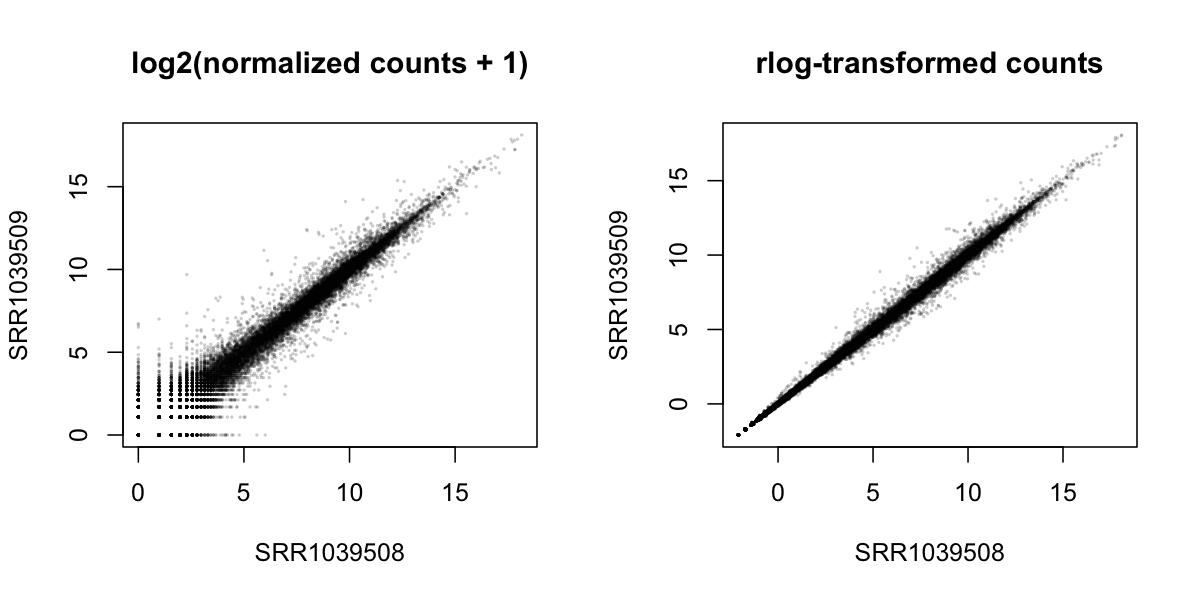 log2(normalized counts + 1)
SRR1039509
15
10
5
0
0 5 10 15
SRR1039508
rlog-transformed counts
SRR1039509
15
10
5
0
0 5 10 15
SRR1039508